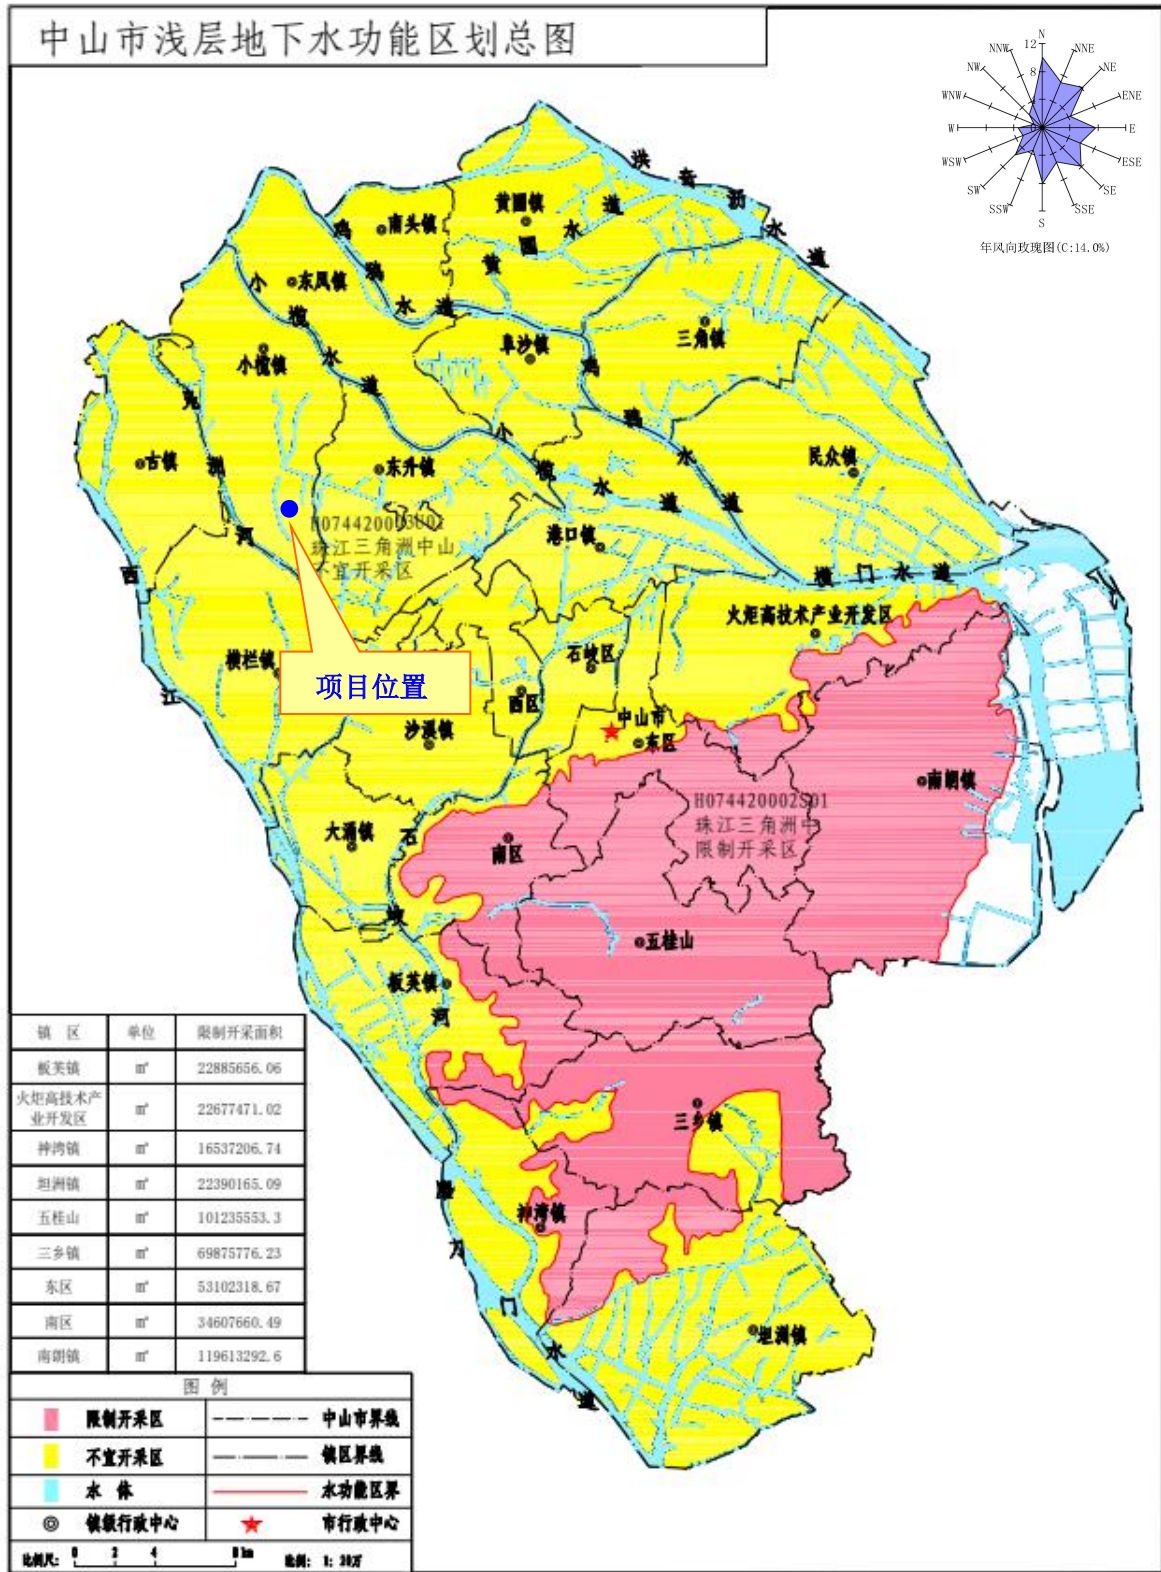 中山市浅层地下水功能区划总图
N
NNE
NE
ENE
E
ESE
SE
SSE
S
SSW
SW
WSW
W
WNW
NW
NNW
12
8
年风向玫瑰图(C:14.0%)
洪奇沥水道
黄圃镇
南头镇
黄圃水道
鸡鸦水道
东凤镇
小榄水道
三角镇
阜沙镇
小榄镇
鸡鸦水道
古镇
东升镇
小榄水道
民众镇
港口镇
横门水道
H074420003U01
珠江三角洲中山
不宜开采区
西江
火炬高技术产业开发区
横栏镇
项目位置
石岐区
西区
中山市
东区
沙溪镇
南朗镇
H074420002S01
珠江三角洲中
限制开采区
大涌镇
南区
石岐河
五桂山
板芙镇
三乡镇
神湾镇
磨刀门水道
坦洲镇
镇 区 单位 限制开采面积
板芙镇 ㎡ 22885656.06
火炬高技术产
业开发区 ㎡ 22677471.02
神湾镇 ㎡ 16537206.74
坦洲镇 ㎡ 22390165.09
五桂山 ㎡ 101235553.3
三乡镇 ㎡ 69875776.23
东区 ㎡ 53102318.67
南区 ㎡ 34607660.49
南朗镇 ㎡ 119613292.6
图 例
限制开采区 中山市界线
不宜开采区 镇区界线
水 体 水功能区界
镇级行政中心 市行政中心
比例尺: 0 2 4 8 km 比例: 1: 20万